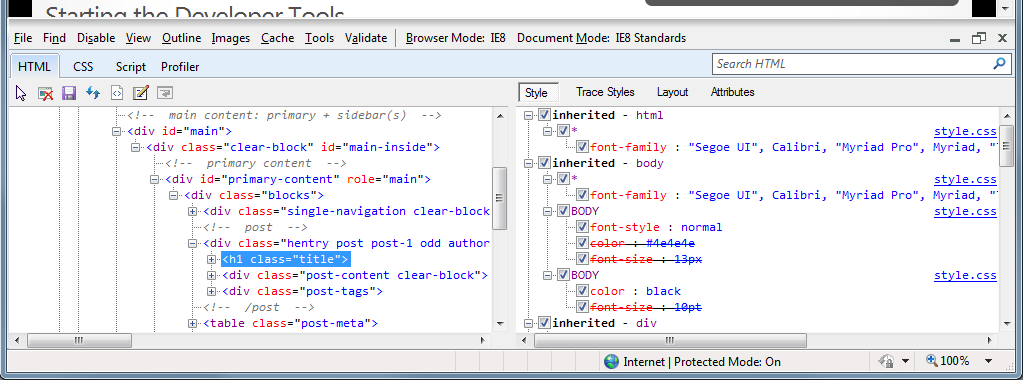 Starting the Developer Tools
File Find Disable View Outline Images Cache Tools Validate Browser Mode: IE8 Document Mode: IE8 Standards
HTML CSS Script Profiler
Search HTML
Style Trace Styles Layout Attributes
<!-- main content: primary + sidebar(s) -->
<div id="main">
<div class="clear-block" id="main-inside">
<!-- primary content -->
<div id="primary-content" role="main">
<div class="blocks">
<div class="single-navigation clear-block
<!-- post -->
<div class="hentry post post-1 odd author
<h1 class="title">
<div class="post-content clear-block">
<div class="post-tags">
<!-- /post -->
<table class="post-meta">
inherited - html
* style.css
font-family : "Segoe UI", Calibri, "Myriad Pro", Myriad, "
inherited - body
* style.css
font-family : "Segoe UI", Calibri, "Myriad Pro", Myriad, "
BODY style.css
font-style : normal
color : #4e4e4e
font-size : 13px
BODY style.css
color : black
font-size : 10pt
inherited - div
Internet | Protected Mode: On
100%